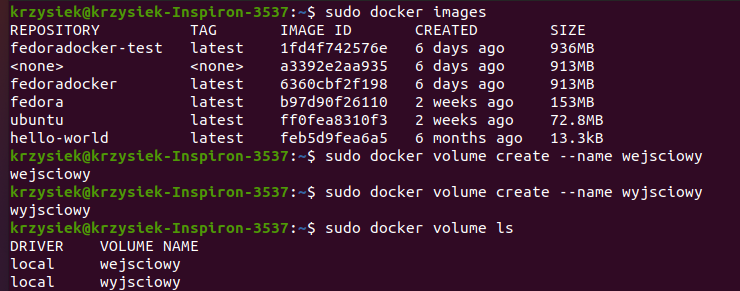 krzysiek@krzysiek-Inspiron-3537:~$ sudo docker images
REPOSITORY TAG IMAGE ID CREATED SIZE
fedoradocker-test latest 1fd4f742576e 6 days ago 936MB
<none> <none> a3392e2aa935 6 days ago 913MB
fedoradocker latest 6360cbf2f198 6 days ago 913MB
fedora latest b97d90f26110 2 weeks ago 153MB
ubuntu latest ff0fea8310f3 2 weeks ago 72.8MB
hello-world latest feb5d9fea6a5 6 months ago 13.3kB
krzysiek@krzysiek-Inspiron-3537:~$ sudo docker volume create --name wejsciowy
wejsciowy
krzysiek@krzysiek-Inspiron-3537:~$ sudo docker volume create --name wyjsciowy
wyjsciowy
krzysiek@krzysiek-Inspiron-3537:~$ sudo docker volume ls
DRIVER VOLUME NAME
local wejsciowy
local wyjsciowy